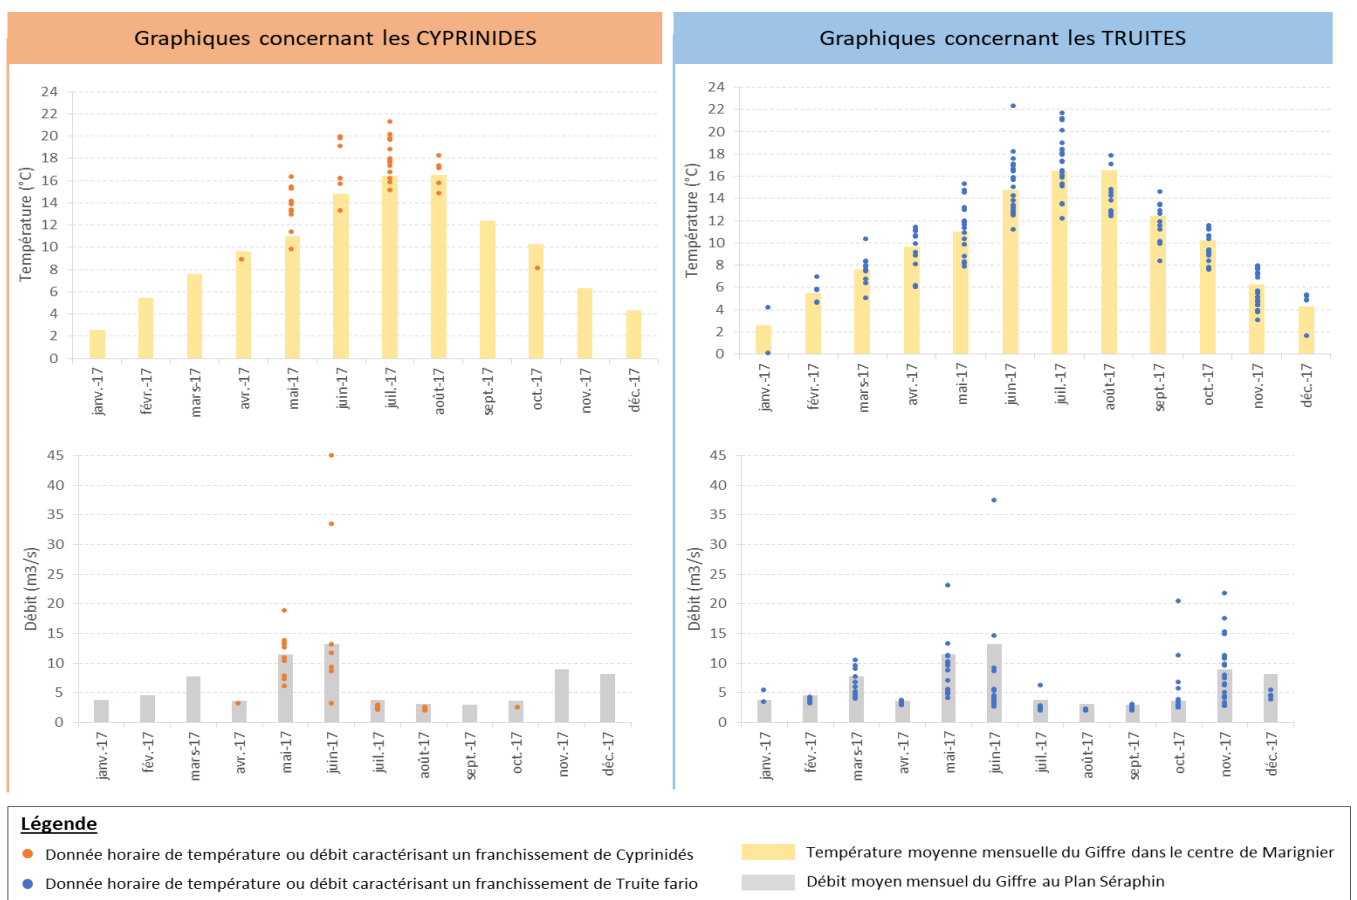 Graphiques concernant les CYPRINIDES
Température (°C)
24
22
20
18
16
14
12
10
8
6
4
2
0
janv.-17
févr.-17
mars-17
avr.-17
mai-17
juin-17
juil.-17
août-17
sept.-17
oct.-17
nov.-17
déc.-17
Débit (m3/s)
45
40
35
30
25
20
15
10
5
0
janv.-17
fév.-17
mars-17
avr.-17
mai-17
juin-17
juil.-17
août-17
sept.-17
oct.-17
nov.-17
déc.-17
Graphiques concernant les TRUITES
Température (°C)
24
22
20
18
16
14
12
10
8
6
4
2
0
janv.-17
févr.-17
mars-17
avr.-17
mai-17
juin-17
juil.-17
août-17
sept.-17
oct.-17
nov.-17
déc.-17
Débit (m3/s)
45
40
35
30
25
20
15
10
5
0
janv.-17
fév.-17
mars-17
avr.-17
mai-17
juin-17
juil.-17
août-17
sept.-17
oct.-17
nov.-17
déc.-17
Légende
Donnée horaire de température ou débit caractérisant un franchissement de Cyprinidés
Donnée horaire de température ou débit caractérisant un franchissement de Truite fario
Température moyenne mensuelle du Giffre dans le centre de Marignier
Débit moyen mensuel du Giffre au Plan Séraphin